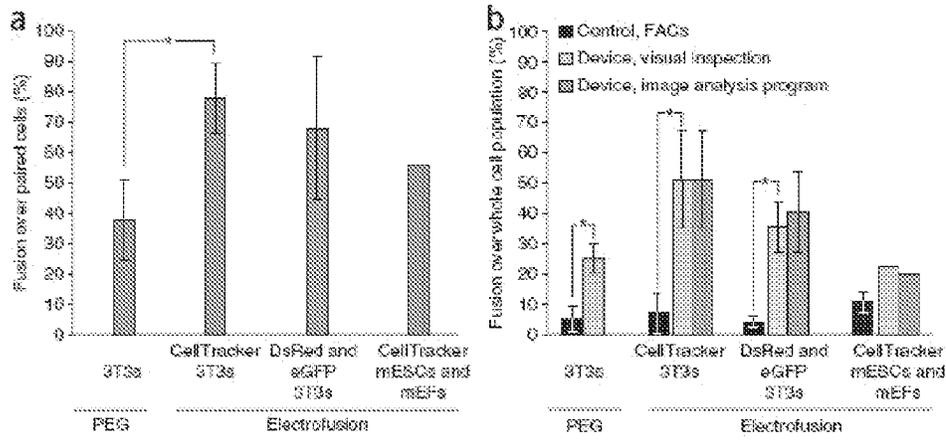 a
Fusion over paired cells (%)
100
90
80
70
60
50
40
30
20
10
0
*
3T3s
CellTracker
3T3s
DsRed and
eGFP
3T3s
CellTracker
mESCs and
mEFs
PEG
Electrofusion
b
Fusion over whole cell population (%)
100
90
80
70
60
50
40
30
20
10
0
Control, FACs
Device, visual inspection
Device, image analysis program
*
*
*
3T3s
CellTracker
3T3s
DsRed and
eGFP
3T3s
CellTracker
mESCs and
mEFs
PEG
Electrofusion